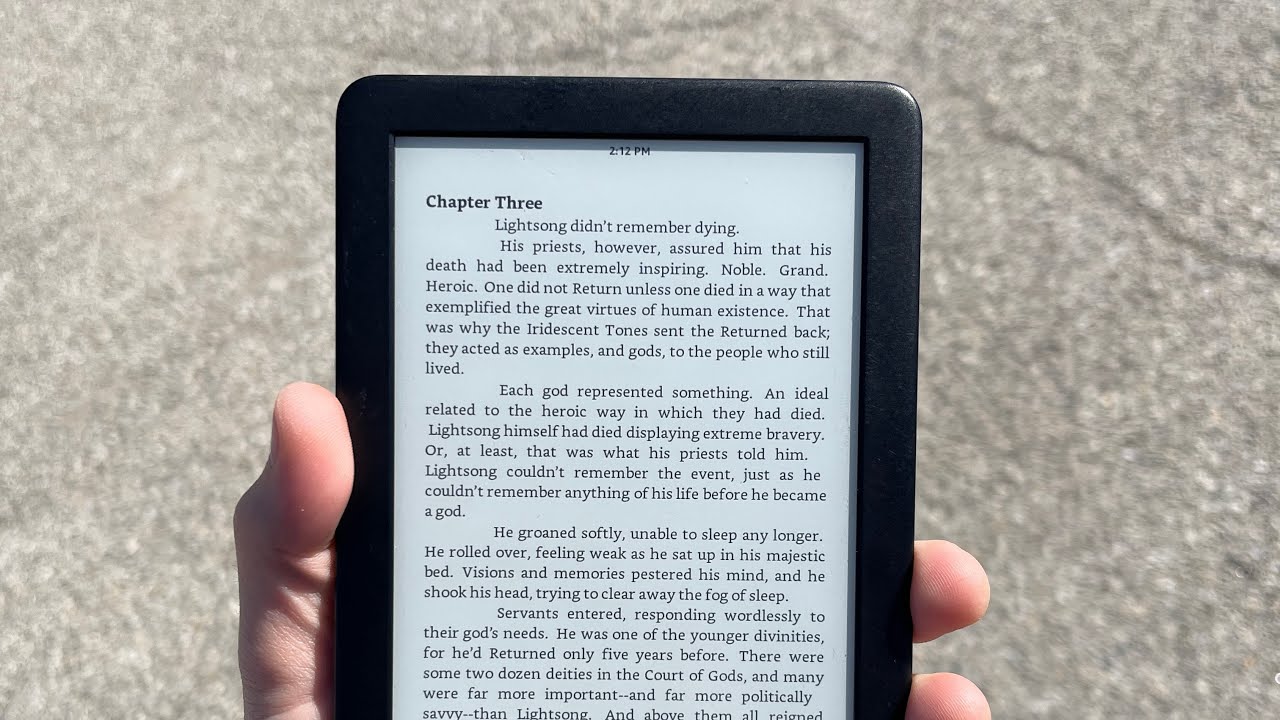 2:12 PM
Chapter Three
Lightsong didn't remember dying.
His priests, however, assured him that his
death had been extremely inspiring. Noble. Grand.
Heroic. One did not Return unless one died in a way that
exemplified the great virtues of human existence. That
was why the Iridescent Tones sent the Returned back;
they acted as examples, and gods, to the people who still
lived.
Each god represented something. An ideal
related to the heroic way in which they had died.
Lightsong himself had died displaying extreme bravery.
Or, at least, that was what his priests told him.
Lightsong couldn't remember the event, just as he
couldn't remember anything of his life before he became
a god.
He groaned softly, unable to sleep any longer.
He rolled over, feeling weak as he sat up in his majestic
bed. Visions and memories pestered his mind, and he
shook his head, trying to clear away the fog of sleep.
Servants entered, responding wordlessly to
their god's needs. He was one of the younger divinities,
for he'd Returned only five years before. There were
some two dozen deities in the Court of Gods, and many
were far more important--and far more politically
savvy--than Lightsong. And above them all reigned